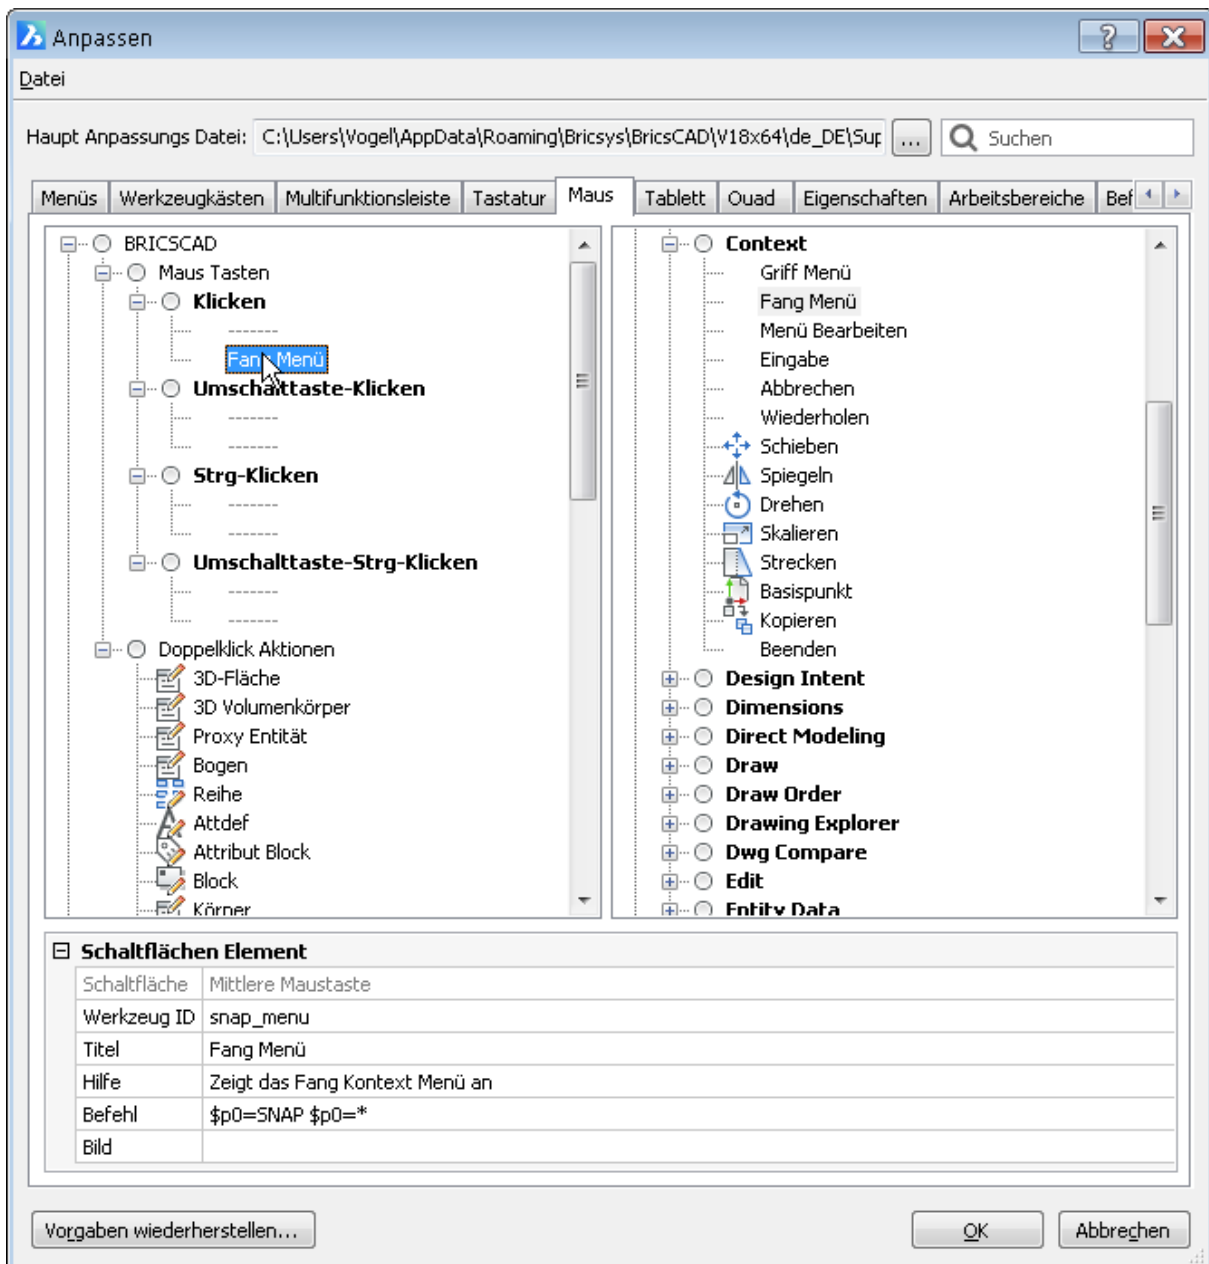 Anpassen
Datei
Haupt Anpassungs Datei: C:\Users\Vogel\AppData\Roaming\Bricsys\BricsCAD\V18x64\de_DE\Sup ... Suchen
Menüs Werkzeugkästen Multifunktionsleiste Tastatur Maus Tablett Quad Eigenschaften Arbeitsbereiche Bef
BRICSCAD
Maus Tasten
Klicken
-------
Fang Menü
Umschalttaste-Klicken
-------
-------
Strg-Klicken
-------
-------
Umschalttaste-Strg-Klicken
-------
-------
Doppelklick Aktionen
3D-Fläche
3D Volumenkörper
Proxy Entität
Bogen
Reihe
Attdef
Attribut Block
Block
Körper
Context
Griff Menü
Fang Menü
Menü Bearbeiten
Eingabe
Abbrechen
Wiederholen
Schieben
Spiegeln
Drehen
Skalieren
Strecken
Basispunkt
Kopieren
Beenden
Design Intent
Dimensions
Direct Modeling
Draw
Draw Order
Drawing Explorer
Dwg Compare
Edit
Entity Data
Schaltflächen Element
Schaltfläche Mittlere Maustaste
Werkzeug ID snap_menu
Titel Fang Menü
Hilfe Zeigt das Fang Kontext Menü an
Befehl $p0=SNAP $p0=*
Bild
Vorgaben wiederherstellen... OK Abbrechen